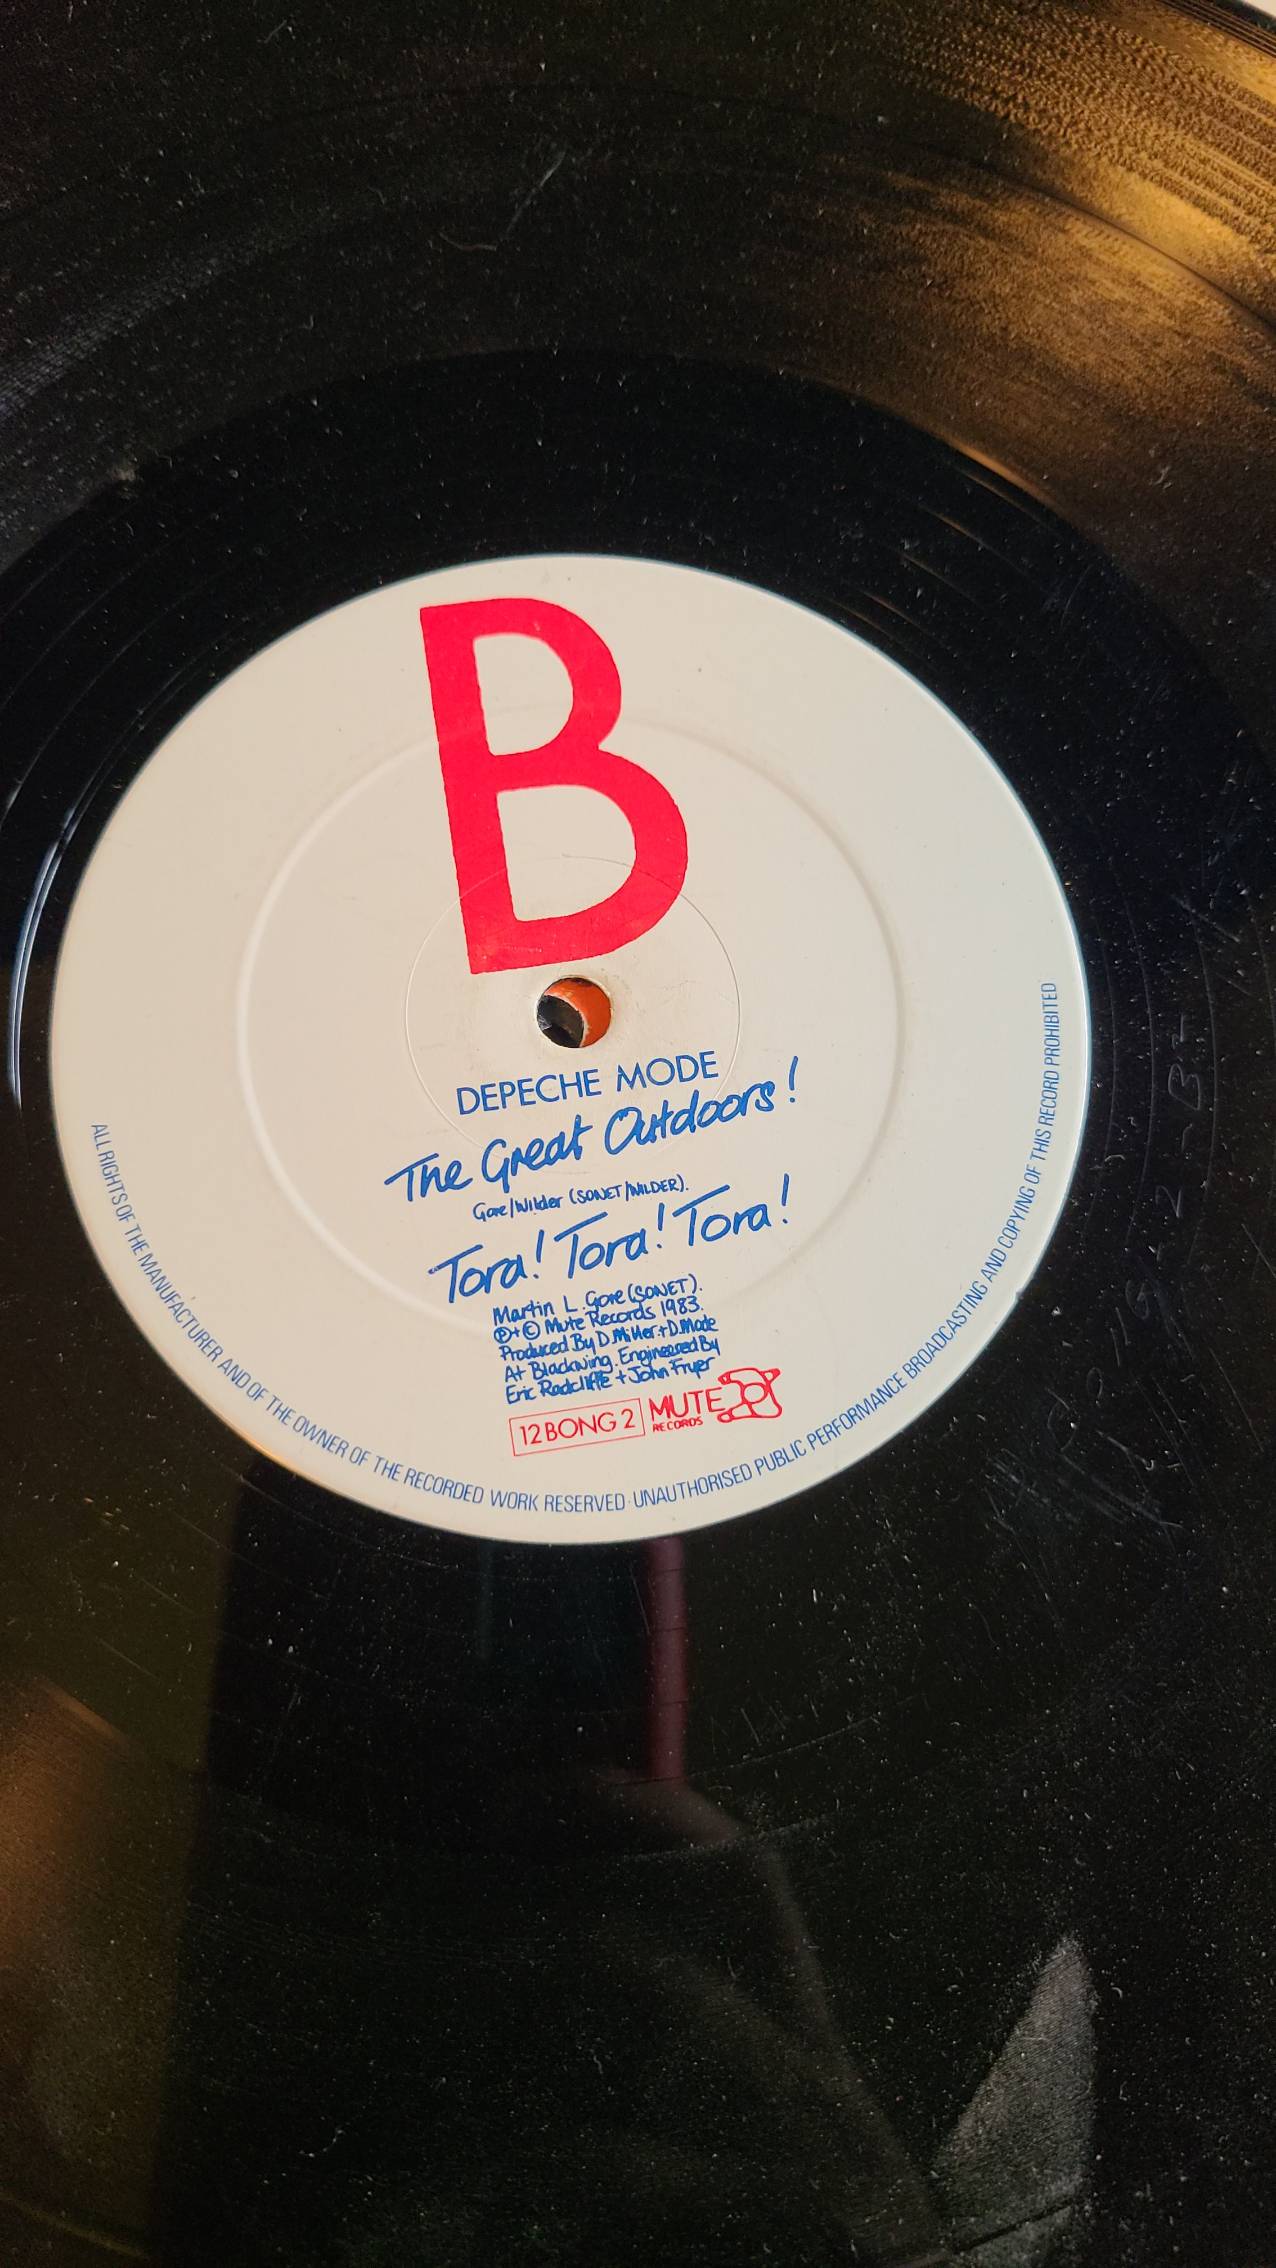 B
DEPECHE MODE
The Great Outdoors!
Gore/Wilder (SONET/WILDER).
Tora! Tora! Tora!
Martin L. Gore (SONET).
℗+© Mute Records 1983.
Produced By D.Miller.+D.Mode
At Blackwing. Engineered By
Eric Radcliffe + John Fryer
12 BONG 2
MUTE
RECORDS
ALL RIGHTS OF THE MANUFACTURER AND OF THE OWNER OF THE RECORDED WORK RESERVED · UNAUTHORISED PUBLIC PERFORMANCE BROADCASTING AND COPYING OF THIS RECORD PROHIBITED